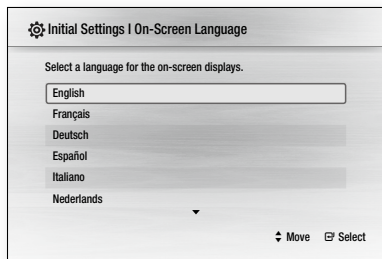 Initial Settings I On-Screen Language
Select a language for the on-screen displays.
English
Français
Deutsch
Español
Italiano
Nederlands
Move Select